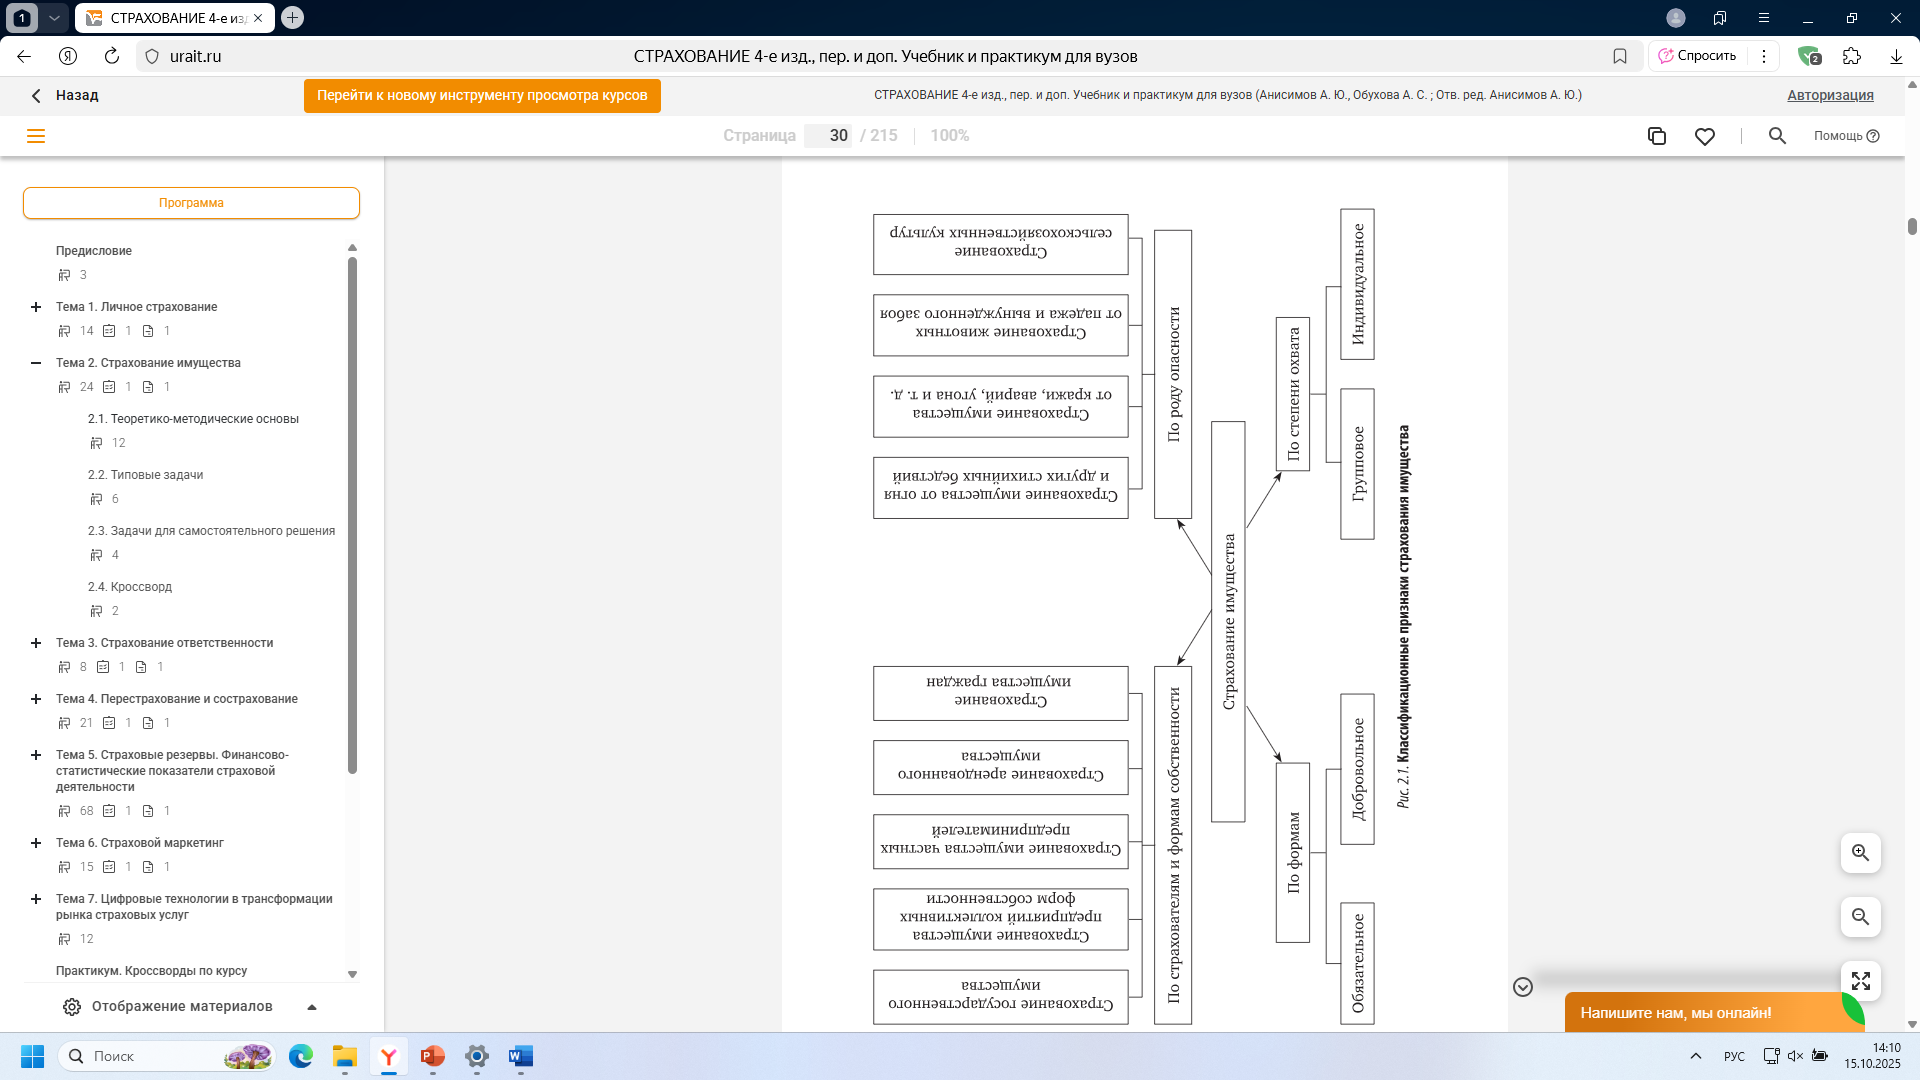 1
СТРАХОВАНИЕ 4-е изд
urait.ru
СТРАХОВАНИЕ 4-е изд., пер. и доп. Учебник и практикум для вузов
Спросить
2
Назад
Перейти к новому инструменту просмотра курсов
СТРАХОВАНИЕ 4-е изд., пер. и доп. Учебник и практикум для вузов (Анисимов А. Ю., Обухова А. С. ; Отв. ред. Анисимов А. Ю.)
Авторизация
Страница 30 / 215 100%
Помощь
Программа
Предисловие
3
Тема 1. Личное страхование
14 1 1
Тема 2. Страхование имущества
24 1 1
2.1. Теоретико-методические основы
12
2.2. Типовые задачи
6
2.3. Задачи для самостоятельного решения
4
2.4. Кроссворд
2
Тема 3. Страхование ответственности
8 1 1
Тема 4. Перестрахование и сострахование
21 1 1
Тема 5. Страховые резервы. Финансово-
статистические показатели страховой
деятельности
68 1 1
Тема 6. Страховой маркетинг
15 1 1
Тема 7. Цифровые технологии в трансформации
рынка страховых услуг
12
Практикум. Кроссворды по курсу
Отображение материалов
Страхование
сельскохозяйственных культур
Страхование животных
от падежа и вынужденного забоя
Страхование имущества
от кражи, аварий, угона и т. д.
Страхование имущества от огня
и других стихийных бедствий
По роду опасности
Страхование
имущества граждан
Страхование арендованного
имущества
Страхование имущества частных
предпринимателей
Страхование имущества
предприятий коллективных
форм собственности
Страхование государственного
имущества
По страхователям и формам собственности
Страхование имущества
По степени охвата
Индивидуальное
Групповое
По формам
Добровольное
Обязательное
Рис. 2.1. Классификационные признаки страхования имущества
Напишите нам, мы онлайн!
Поиск
РУС
14:10
15.10.2025